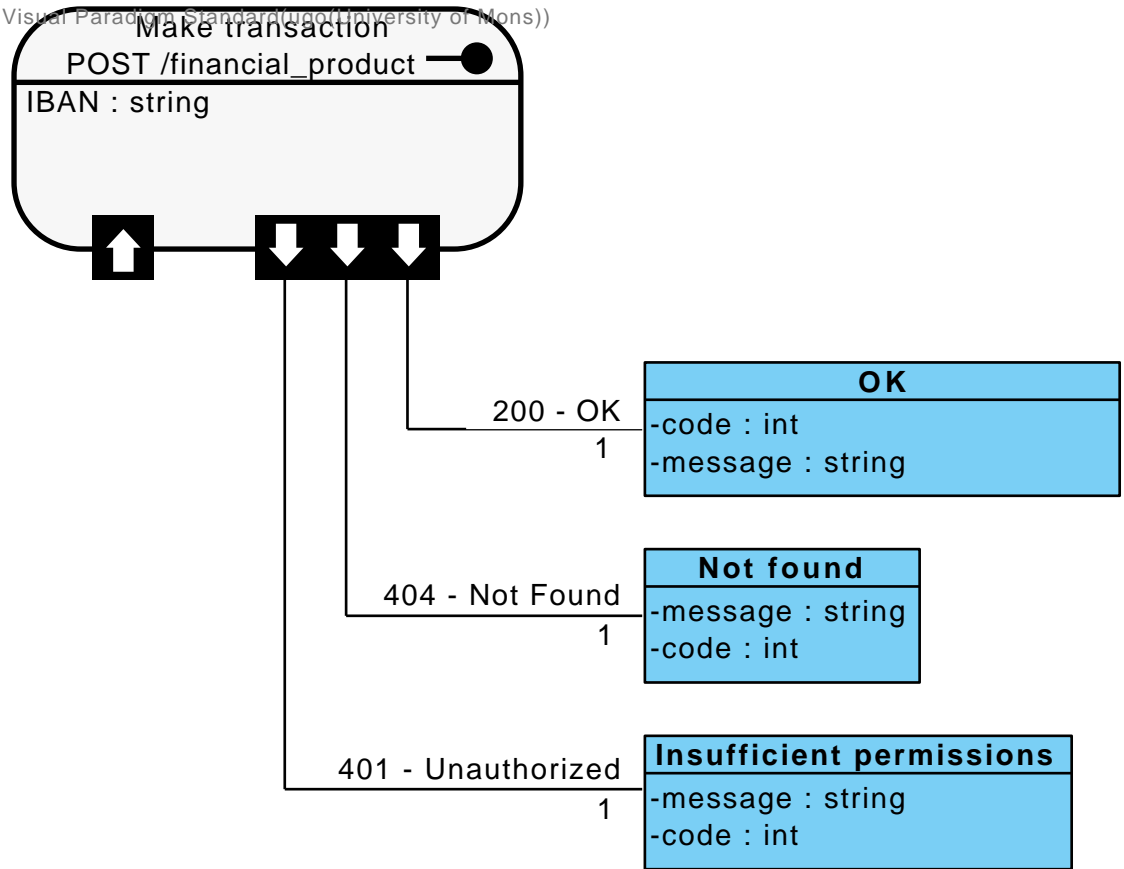 Visual Paradigm Standard(ugo(University of Mons))
Make transaction
POST /financial_product
IBAN : string
200 - OK
1
OK
-code : int
-message : string
404 - Not Found
1
Not found
-message : string
-code : int
401 - Unauthorized
1
Insufficient permissions
-message : string
-code : int